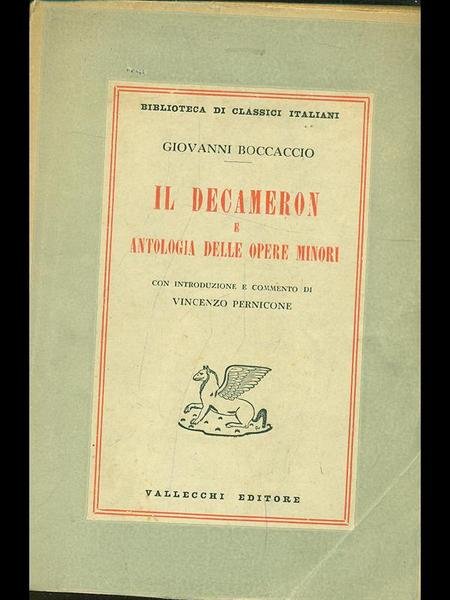 BIBLIOTECA DI CLASSICI ITALIANI
GIOVANNI BOCCACCIO
IL DECAMERON
E
ANTOLOGIA DELLE OPERE MINORI
CON INTRODUZIONE E COMMENTO DI
VINCENZO PERNICONE
VALLECCHI EDITORE